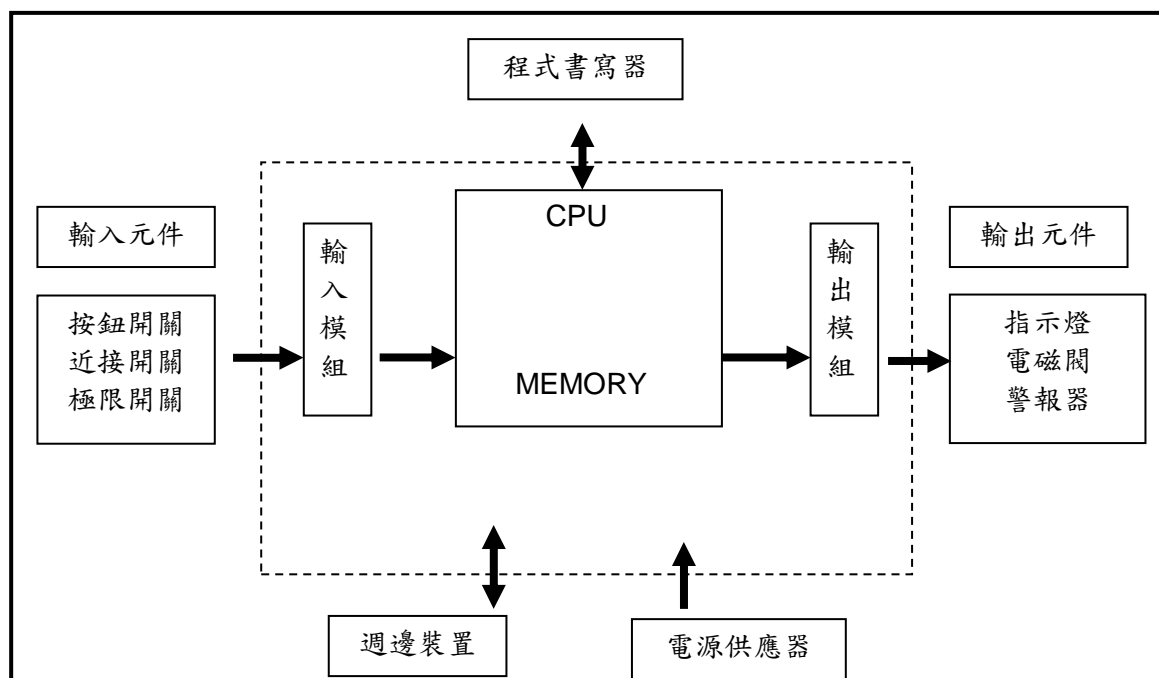 程式書寫器
CPU
MEMORY
輸入元件
按鈕開關
近接開關
極限開關
輸入模組
輸出模組
輸出元件
指示燈
電磁閥
警報器
週邊裝置
電源供應器